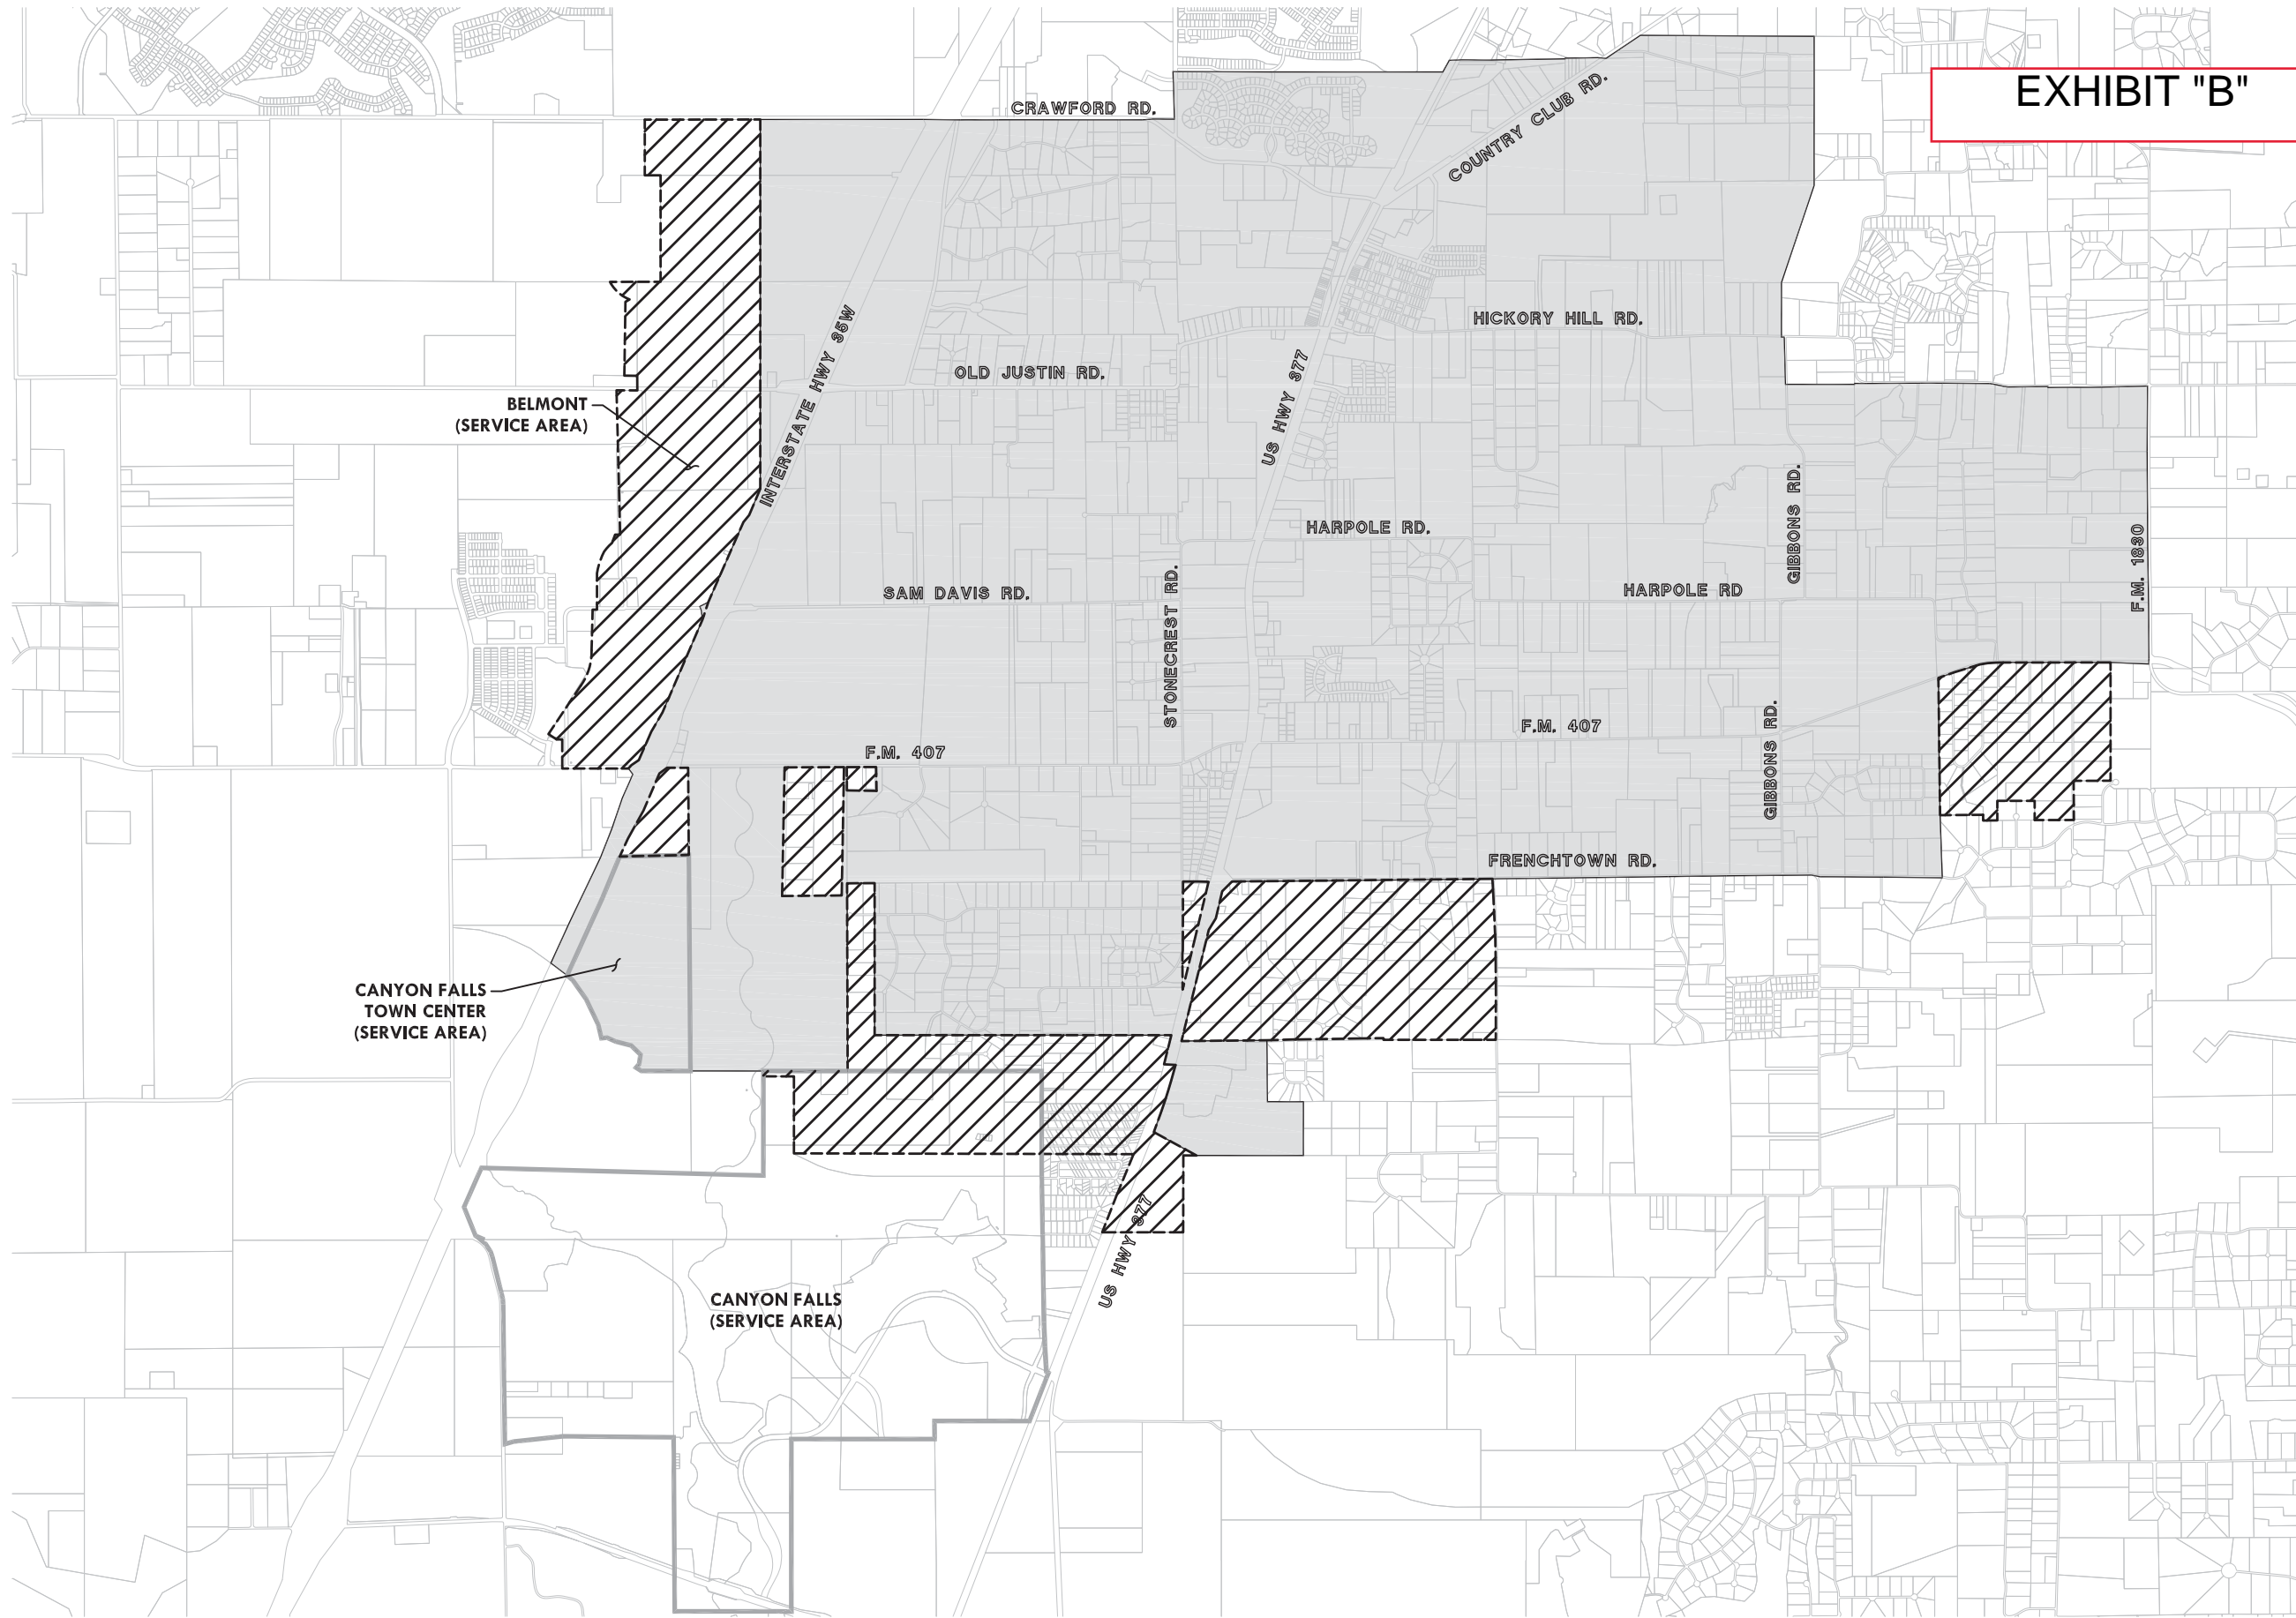 EXHIBIT "B"
CRAWFORD RD.
COUNTRY CLUB RD.
INTERSTATE HWY 35W
HICKORY HILL RD.
OLD JUSTIN RD.
US HWY 377
BELMONT
(SERVICE AREA)
GIBBONS RD.
HARPOLE RD.
F.M. 1830
SAM DAVIS RD.
STONECREST RD.
HARPOLE RD
F.M. 407
F.M. 407
GIBBONS RD.
FRENCHTOWN RD.
CANYON FALLS
TOWN CENTER
(SERVICE AREA)
US HWY 377
CANYON FALLS
(SERVICE AREA)